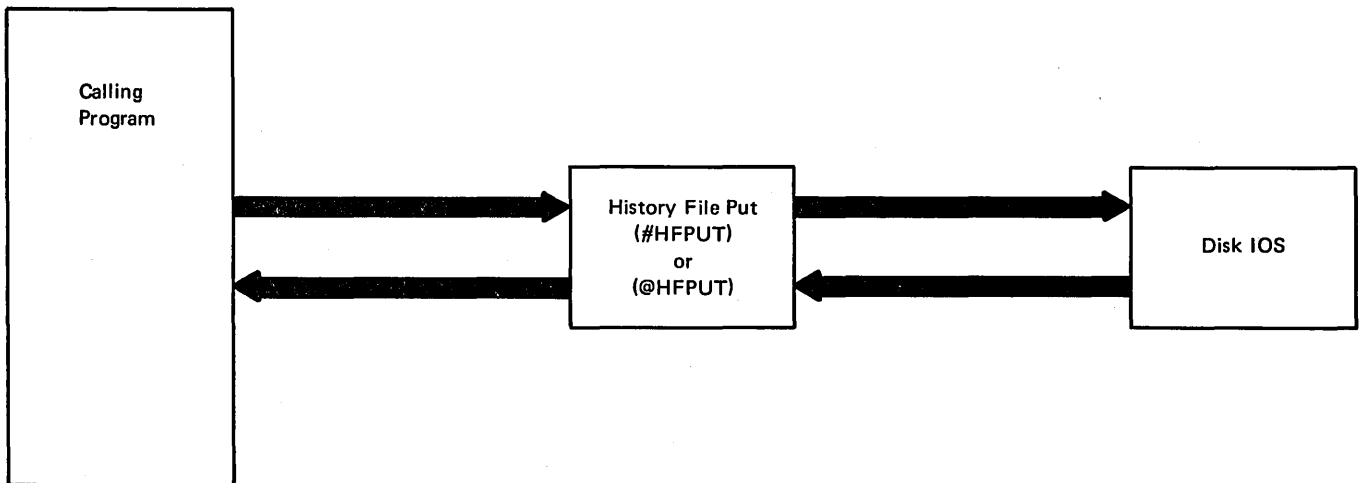 Calling
Program
History File Put
(#HFPUT)
or
(@HFPUT)
Disk IOS